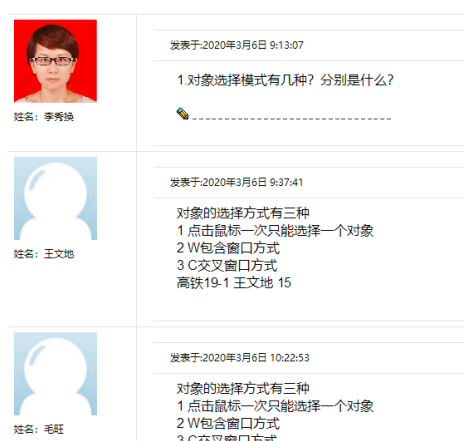 发表于:2020年3月6日 9:13:07
1.对象选择模式有几种？分别是什么？
姓名：李秀换
发表于:2020年3月6日 9:37:41
对象的选择方式有三种
1 点击鼠标一次只能选择一个对象
2 W包含窗口方式
3 C交叉窗口方式
高铁19-1 王文地 15
姓名：王文地
发表于:2020年3月6日 10:22:53
对象的选择方式有三种
1 点击鼠标一次只能选择一个对象
2 W包含窗口方式
3 C交叉窗口方式
姓名：毛旺